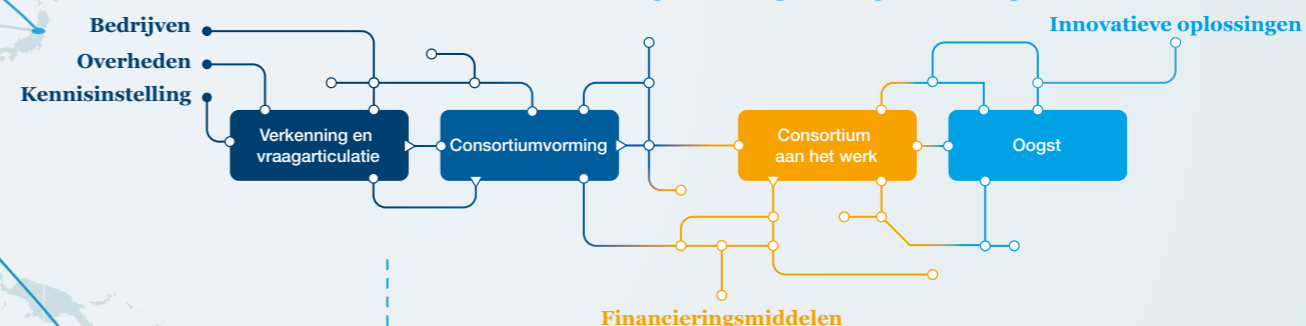 Bedrijven
Overheden
Kennisinstelling
Innovatieve oplossingen
Verkenning en
vraagarticulatie
Consortiumvorming
Consortium
aan het werk
Oogst
Financieringsmiddelen